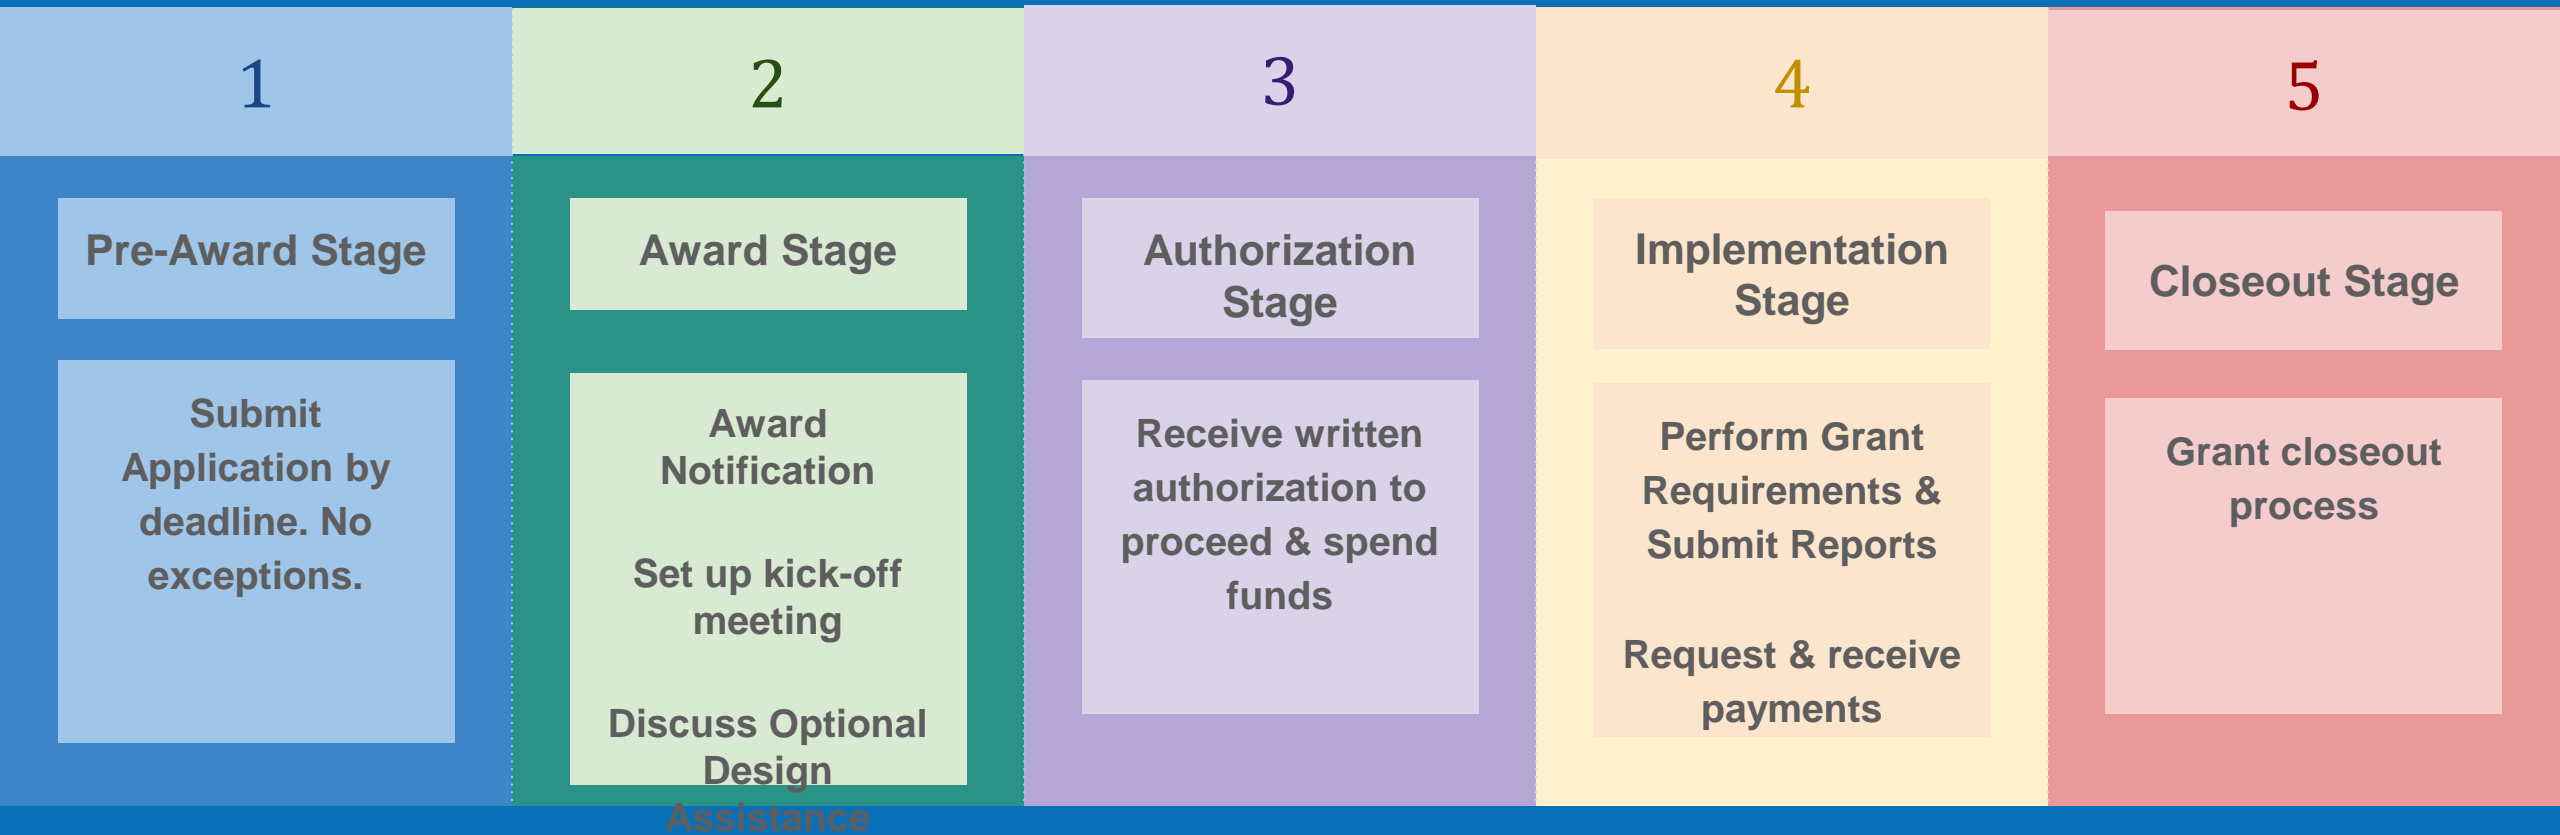 1
Pre-Award Stage
Submit
Application by
deadline. No
exceptions.
2
Award Stage
Award
Notification
Set up kick-off
meeting
Discuss Optional
Design
Assistance
3
Authorization
Stage
Receive written
authorization to
proceed & spend
funds
4
Implementation
Stage
Perform Grant
Requirements &
Submit Reports
Request & receive
payments
5
Closeout Stage
Grant closeout
process